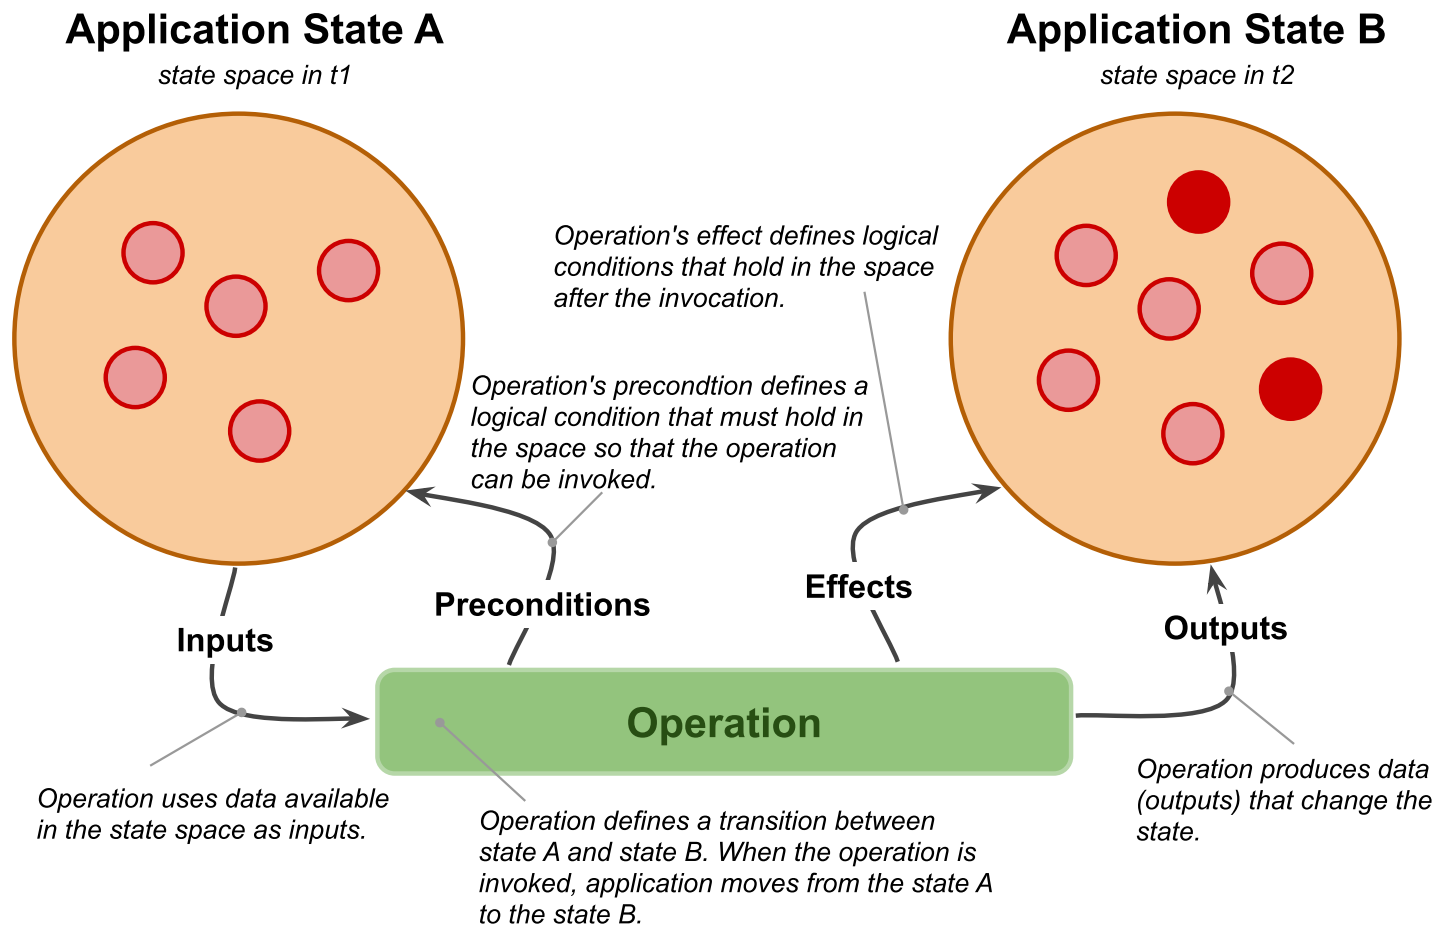 Application State A
state space in t1
Application State B
state space in t2
Operation's effect defines logical
conditions that hold in the space
after the invocation.
Operation's precondtion defines a
logical condition that must hold in
the space so that the operation
can be invoked.
Inputs
Preconditions
Effects
Outputs
Operation
Operation uses data available
in the state space as inputs.
Operation defines a transition between
state A and state B. When the operation is
invoked, application moves from the state A
to the state B.
Operation produces data
(outputs) that change the
state.